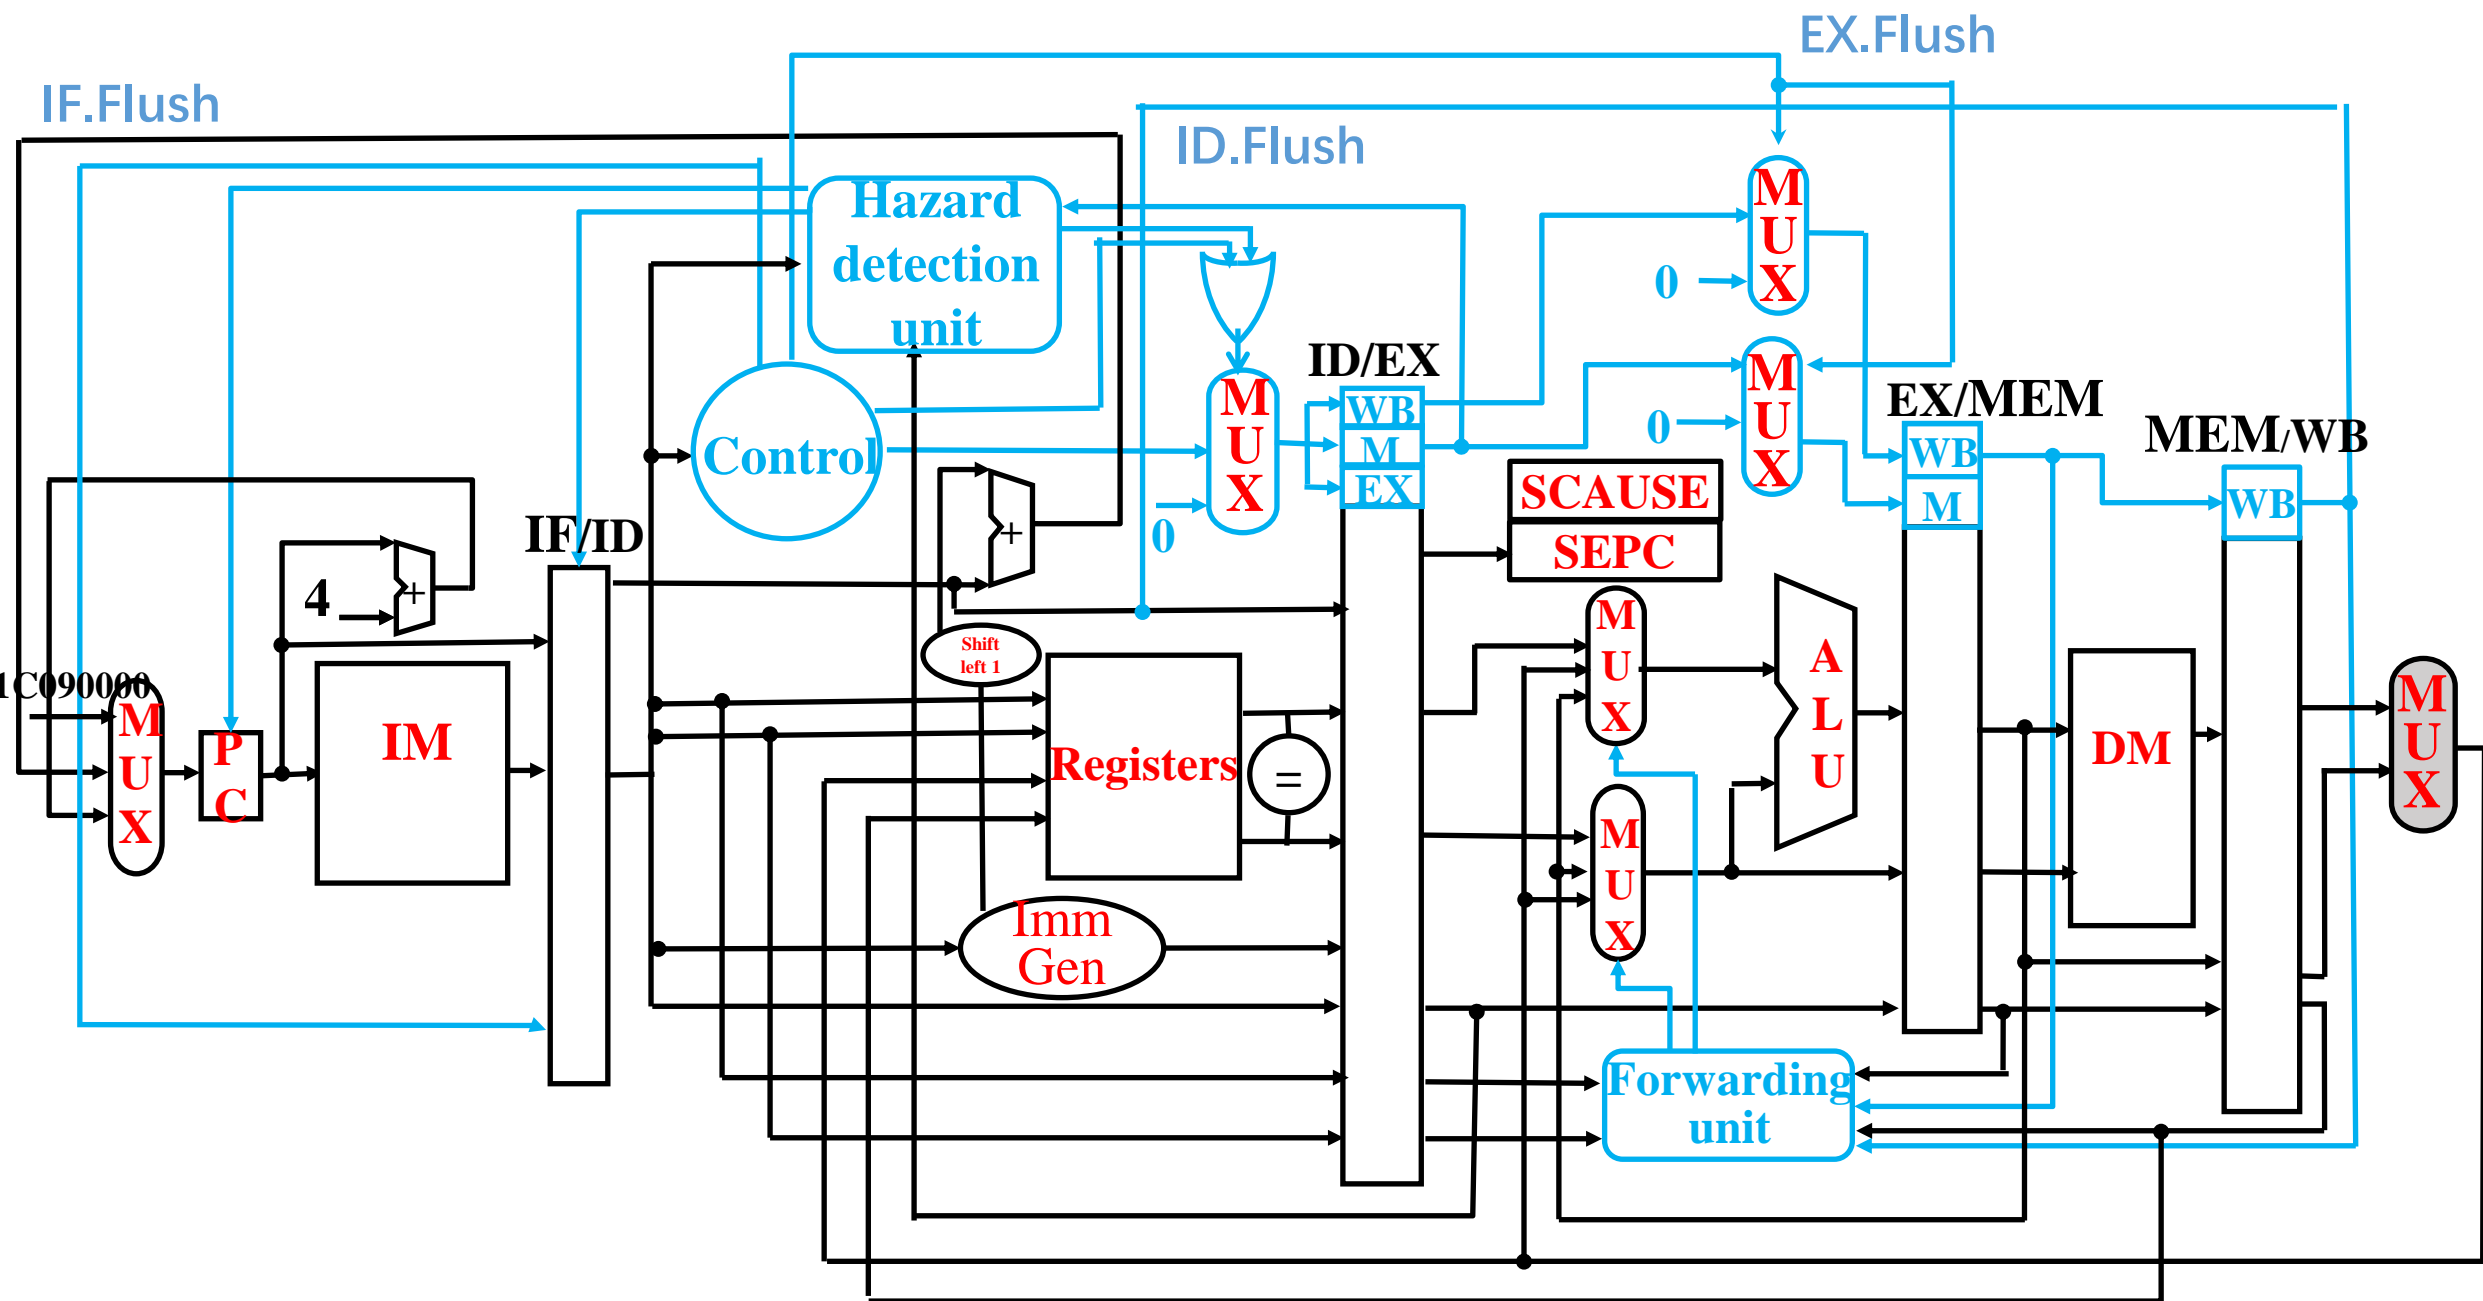 EX.Flush
IF.Flush
ID.Flush
Hazard
detection
unit
M
U
X
0
ID/EX
M
U
X
0
EX/MEM
MEM/WB
Control
M
U
X
0
WB
M
EX
SCAUSE
SEPC
WB
M
WB
IF/ID
+
4
+
Shift
left 1
1C090000
M
U
X
P
C
IM
Registers
=
M
U
X
A
L
U
DM
M
U
X
M
U
X
Imm
Gen
Forwarding
unit